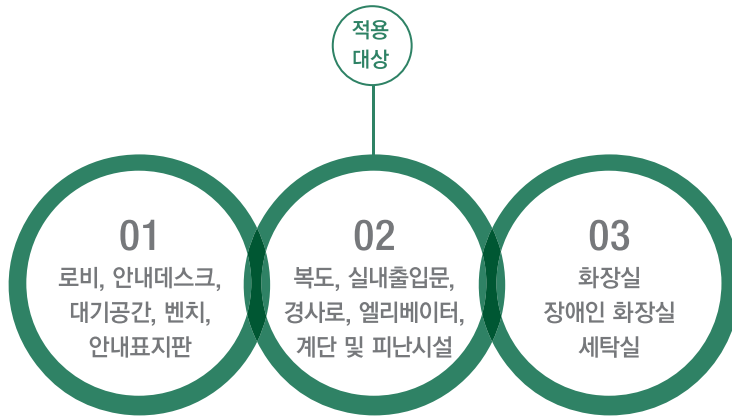 적용
대상
01
로비, 안내데스크,
대기공간, 벤치,
안내표지판
02
복도, 실내출입문,
경사로, 엘리베이터,
계단 및 피난시설
03
화장실
장애인 화장실
세탁실